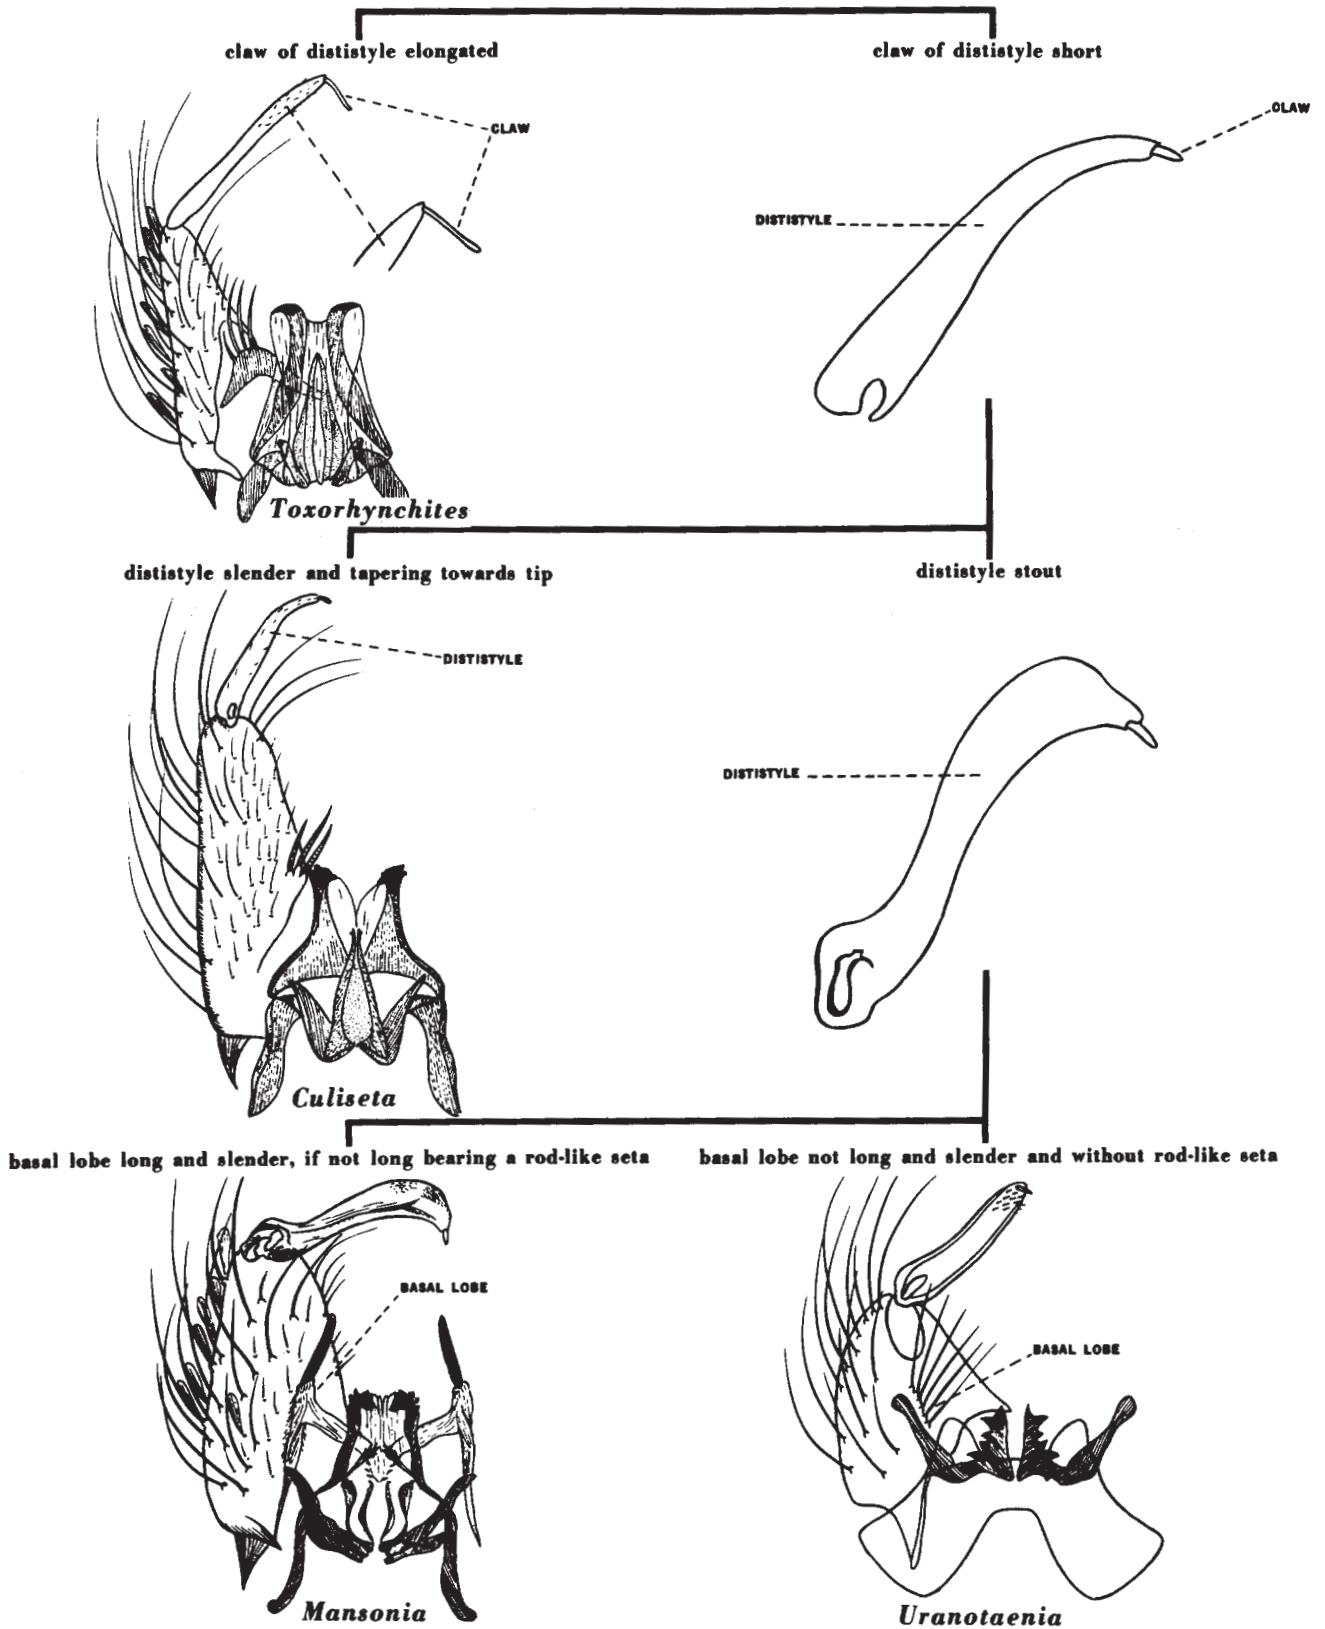 claw of dististyle elongated
claw of dististyle short
CLAW
CLAW
DISTISTYLE
Toxorhynchites
dististyle slender and tapering towards tip
dististyle stout
DISTISTYLE
DISTISTYLE
Culiseta
basal lobe long and slender, if not long bearing a rod-like seta
basal lobe not long and slender and without rod-like seta
BASAL LOBE
BASAL LOBE
Mansonia
Uranotaenia